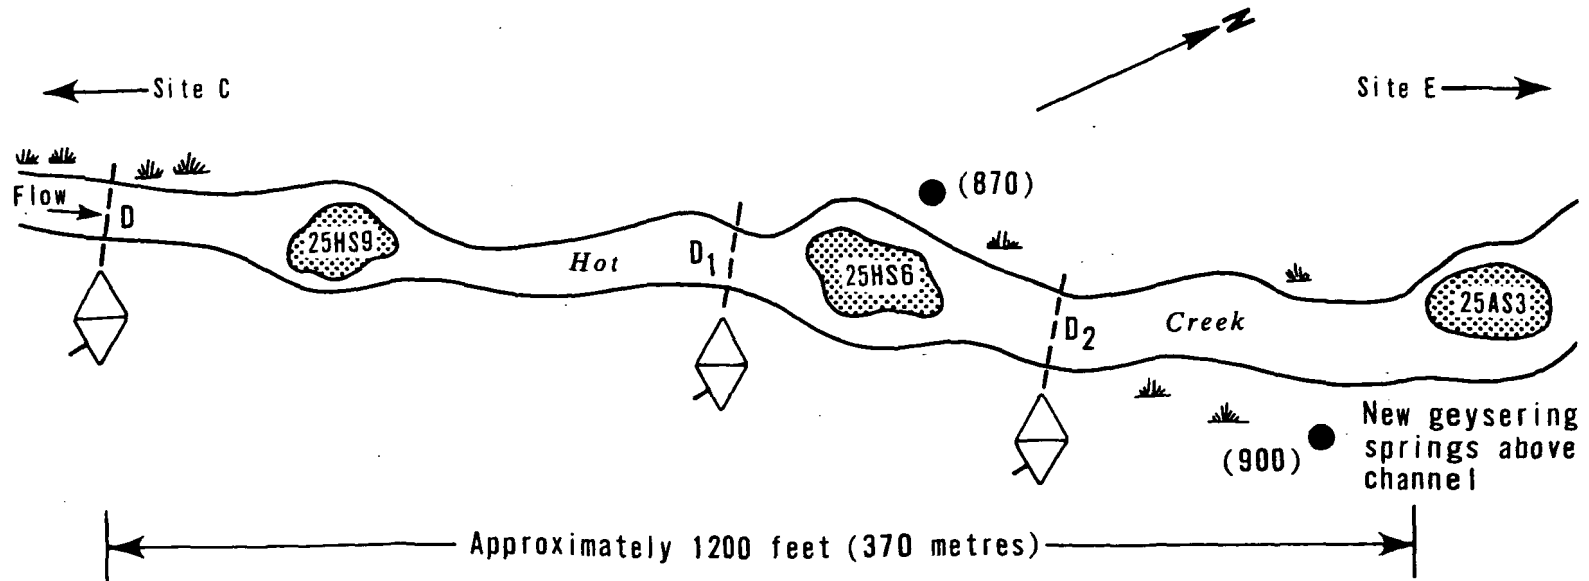 N
Site C
Site E
(870)
Flow
D
25HS9
Hot
D1
25HS6
D2
Creek
25AS3
(900)
New geysering
springs above
channel
Approximately 1200 feet (370 metres)